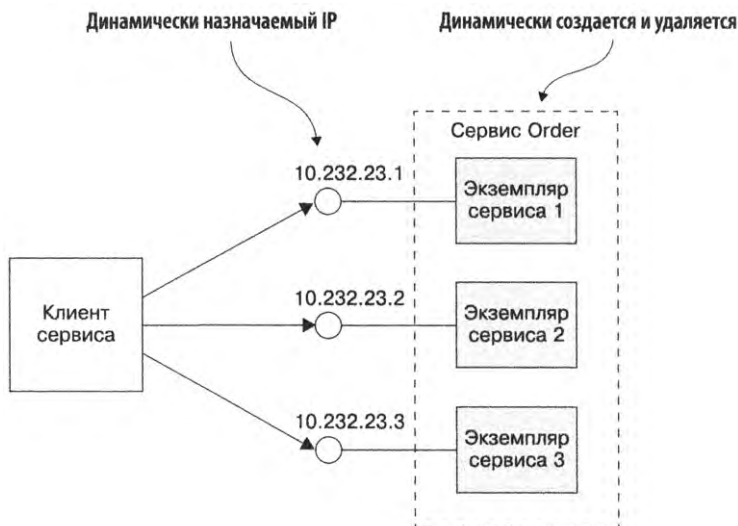 Динамически назначаемый IP
Динамически создается и удаляется
Сервис Order
10.232.23.1
Экземпляр
сервиса 1
Клиент
сервиса
10.232.23.2
Экземпляр
сервиса 2
10.232.23.3
Экземпляр
сервиса 3